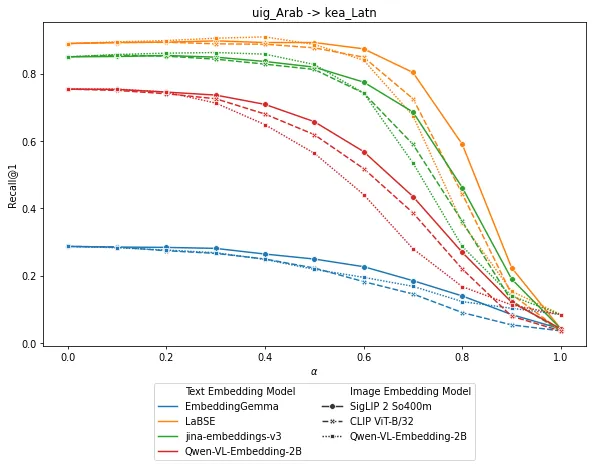 uig_Arab -> kea_Latn
Recall@1
0.8
0.6
0.4
0.2
0.0
0.0 0.2 0.4 0.6 0.8 1.0
α
Text Embedding Model Image Embedding Model
EmbeddingGemma SigLIP 2 So400m
LaBSE CLIP ViT-B/32
jina-embeddings-v3 Qwen-VL-Embedding-2B
Qwen-VL-Embedding-2B